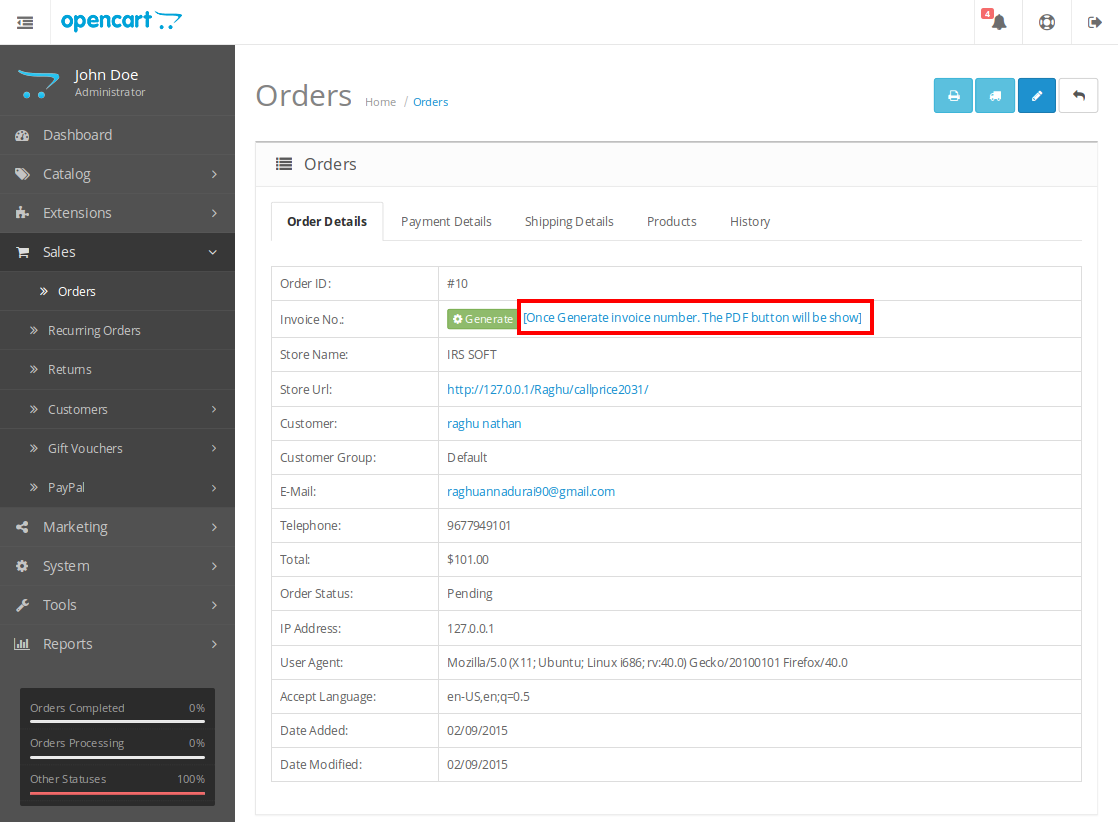 opencart
4
John Doe
Administrator
Dashboard
Catalog
Extensions
Sales
Orders
Recurring Orders
Returns
Customers
Gift Vouchers
PayPal
Marketing
System
Tools
Reports
Orders Completed 0%
Orders Processing 0%
Other Statuses 100%
Orders Home / Orders
Orders
Order Details Payment Details Shipping Details Products History
Order ID: #10
Invoice No.: Generate [Once Generate invoice number. The PDF button will be show]
Store Name: IRS SOFT
Store Url: http://127.0.0.1/Raghu/callprice2031/
Customer: raghu nathan
Customer Group: Default
E-Mail: raghuannadurai90@gmail.com
Telephone: 9677949101
Total: $101.00
Order Status: Pending
IP Address: 127.0.0.1
User Agent: Mozilla/5.0 (X11; Ubuntu; Linux i686; rv:40.0) Gecko/20100101 Firefox/40.0
Accept Language: en-US,en;q=0.5
Date Added: 02/09/2015
Date Modified: 02/09/2015